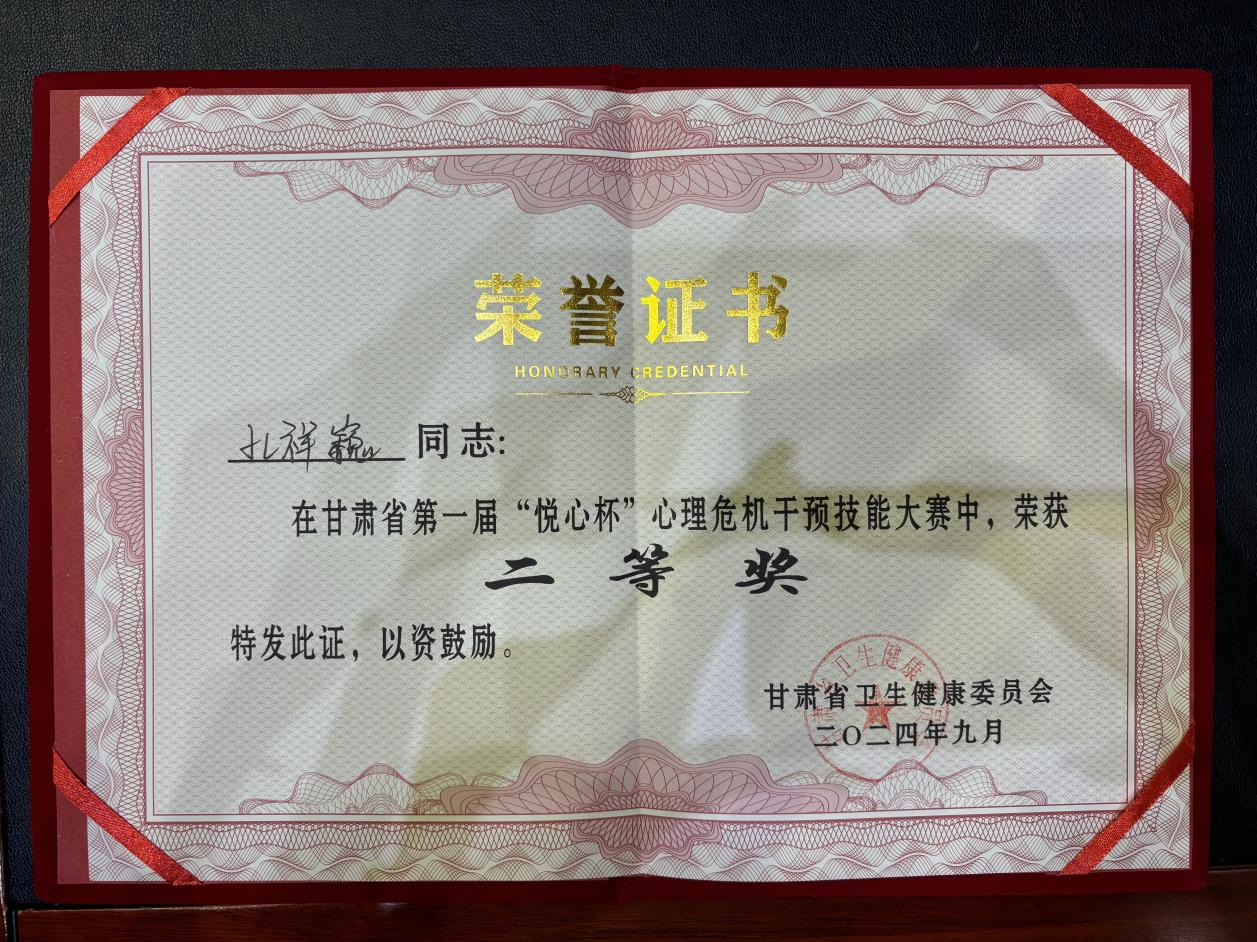 荣誉证书
HONORARY CREDENTIAL
祥巍 同志:
在甘肃省第一届“悦心杯”心理危机干预技能大赛中，荣获
二等奖
特发此证，以资鼓励。
甘肃省卫生健康委员会
二〇二四年九月